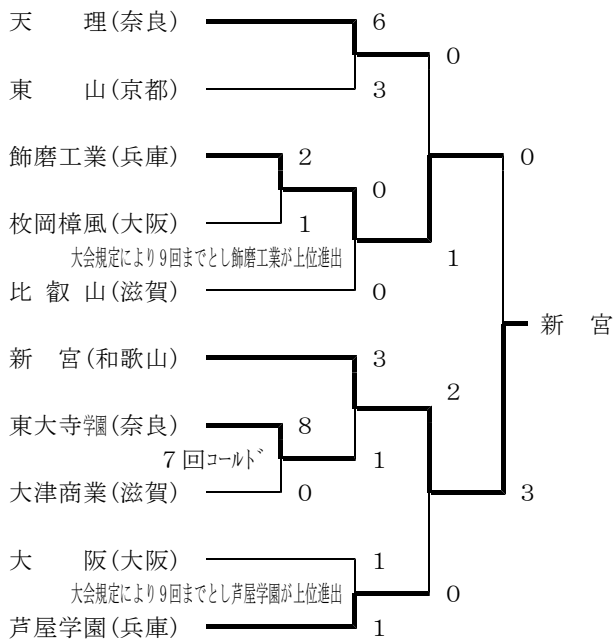 天　理(奈良)　6
0
東　山(京都)　3
飾磨工業(兵庫)　2　0
0
枚岡樟風(大阪)　1
大会規定により9回までとし飾磨工業が上位進出　1
比 叡 山(滋賀)　0
新　宮
新　宮(和歌山)　3
2
東大寺学園(奈良)　8
7回コールド　1
大津商業(滋賀)　0　3
大　阪(大阪)　1
大会規定により9回までとし芦屋学園が上位進出　0
芦屋学園(兵庫)　1